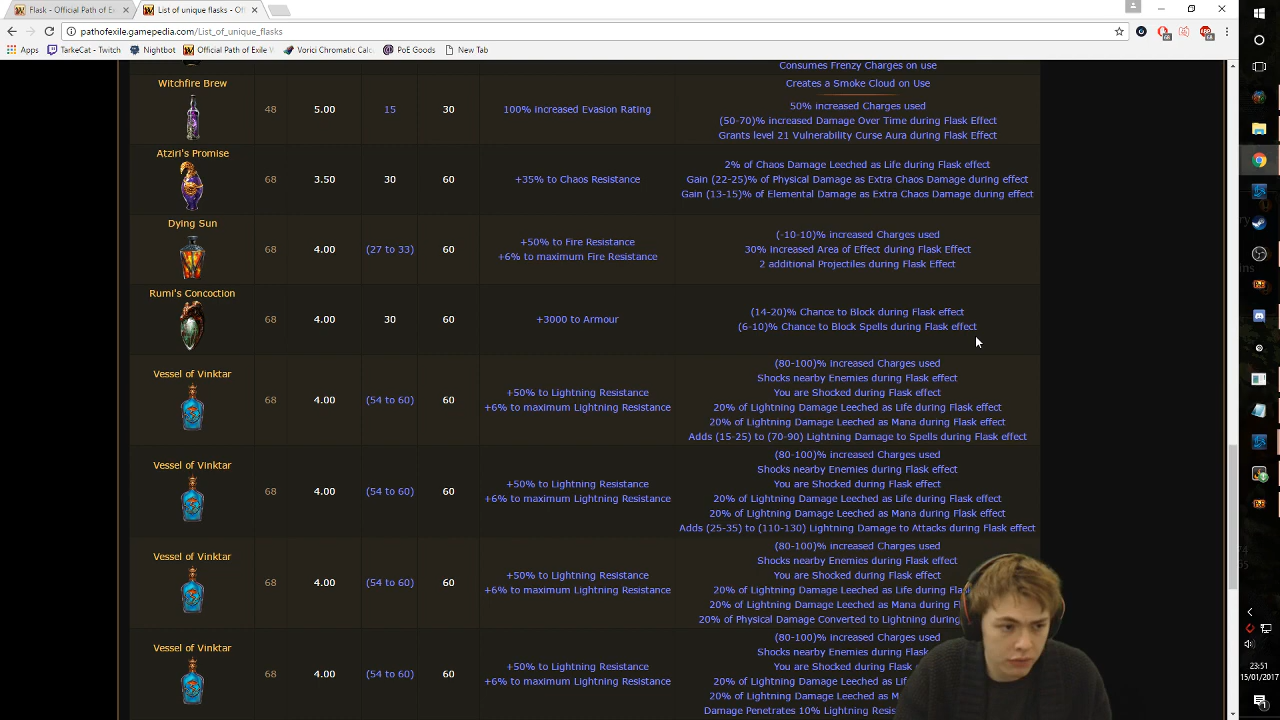 Flask - Official Path of Exile W
List of unique flasks - Offi
pathofexile.gamepedia.com/List_of_unique_flasks
Apps TarkeCat - Twitch Nightbot Official Path of Exile W Vorici Chromatic Calc PoE Goods New Tab
Consumes Frenzy Charges on use
Witchfire Brew
48 5.00 15 30 100% increased Evasion Rating
Creates a Smoke Cloud on Use
50% increased Charges used
(50-70)% increased Damage Over Time during Flask Effect
Grants level 21 Vulnerability Curse Aura during Flask Effect
Atziri's Promise
68 3.50 30 60 +35% to Chaos Resistance
2% of Chaos Damage Leeched as Life during Flask effect
Gain (22-25)% of Physical Damage as Extra Chaos Damage during effect
Gain (13-15)% of Elemental Damage as Extra Chaos Damage during effect
Dying Sun
68 4.00 (27 to 33) 60
+50% to Fire Resistance
+6% to maximum Fire Resistance
(-10-10)% increased Charges used
30% increased Area of Effect during Flask Effect
2 additional Projectiles during Flask Effect
Rumi's Concoction
68 4.00 30 60 +3000 to Armour
(14-20)% Chance to Block during Flask effect
(6-10)% Chance to Block Spells during Flask effect
Vessel of Vinktar
68 4.00 (54 to 60) 60
+50% to Lightning Resistance
+6% to maximum Lightning Resistance
(80-100)% increased Charges used
Shocks nearby Enemies during Flask effect
You are Shocked during Flask effect
20% of Lightning Damage Leeched as Life during Flask effect
20% of Lightning Damage Leeched as Mana during Flask effect
Adds (15-25) to (70-90) Lightning Damage to Spells during Flask effect
Vessel of Vinktar
68 4.00 (54 to 60) 60
+50% to Lightning Resistance
+6% to maximum Lightning Resistance
(80-100)% increased Charges used
Shocks nearby Enemies during Flask effect
You are Shocked during Flask effect
20% of Lightning Damage Leeched as Life during Flask effect
20% of Lightning Damage Leeched as Mana during Flask effect
Adds (25-35) to (110-130) Lightning Damage to Attacks during Flask effect
Vessel of Vinktar
68 4.00 (54 to 60) 60
+50% to Lightning Resistance
+6% to maximum Lightning Resistance
(80-100)% increased Charges used
Shocks nearby Enemies during Flask effect
You are Shocked during Flask effect
20% of Lightning Damage Leeched as Life during Fla
20% of Lightning Damage Leeched as Mana during F
20% of Physical Damage Converted to Lightning during
Vessel of Vinktar
68 4.00 (54 to 60) 60
+50% to Lightning Resistance
+6% to maximum Lightning Resistance
(80-100)% increased Charges used
Shocks nearby Enemies during Flask
You are Shocked during Flask
20% of Lightning Damage Leeched as Li
20% of Lightning Damage Leeched as M
Damage Penetrates 10% Lightning Resis
23:51
15/01/2017